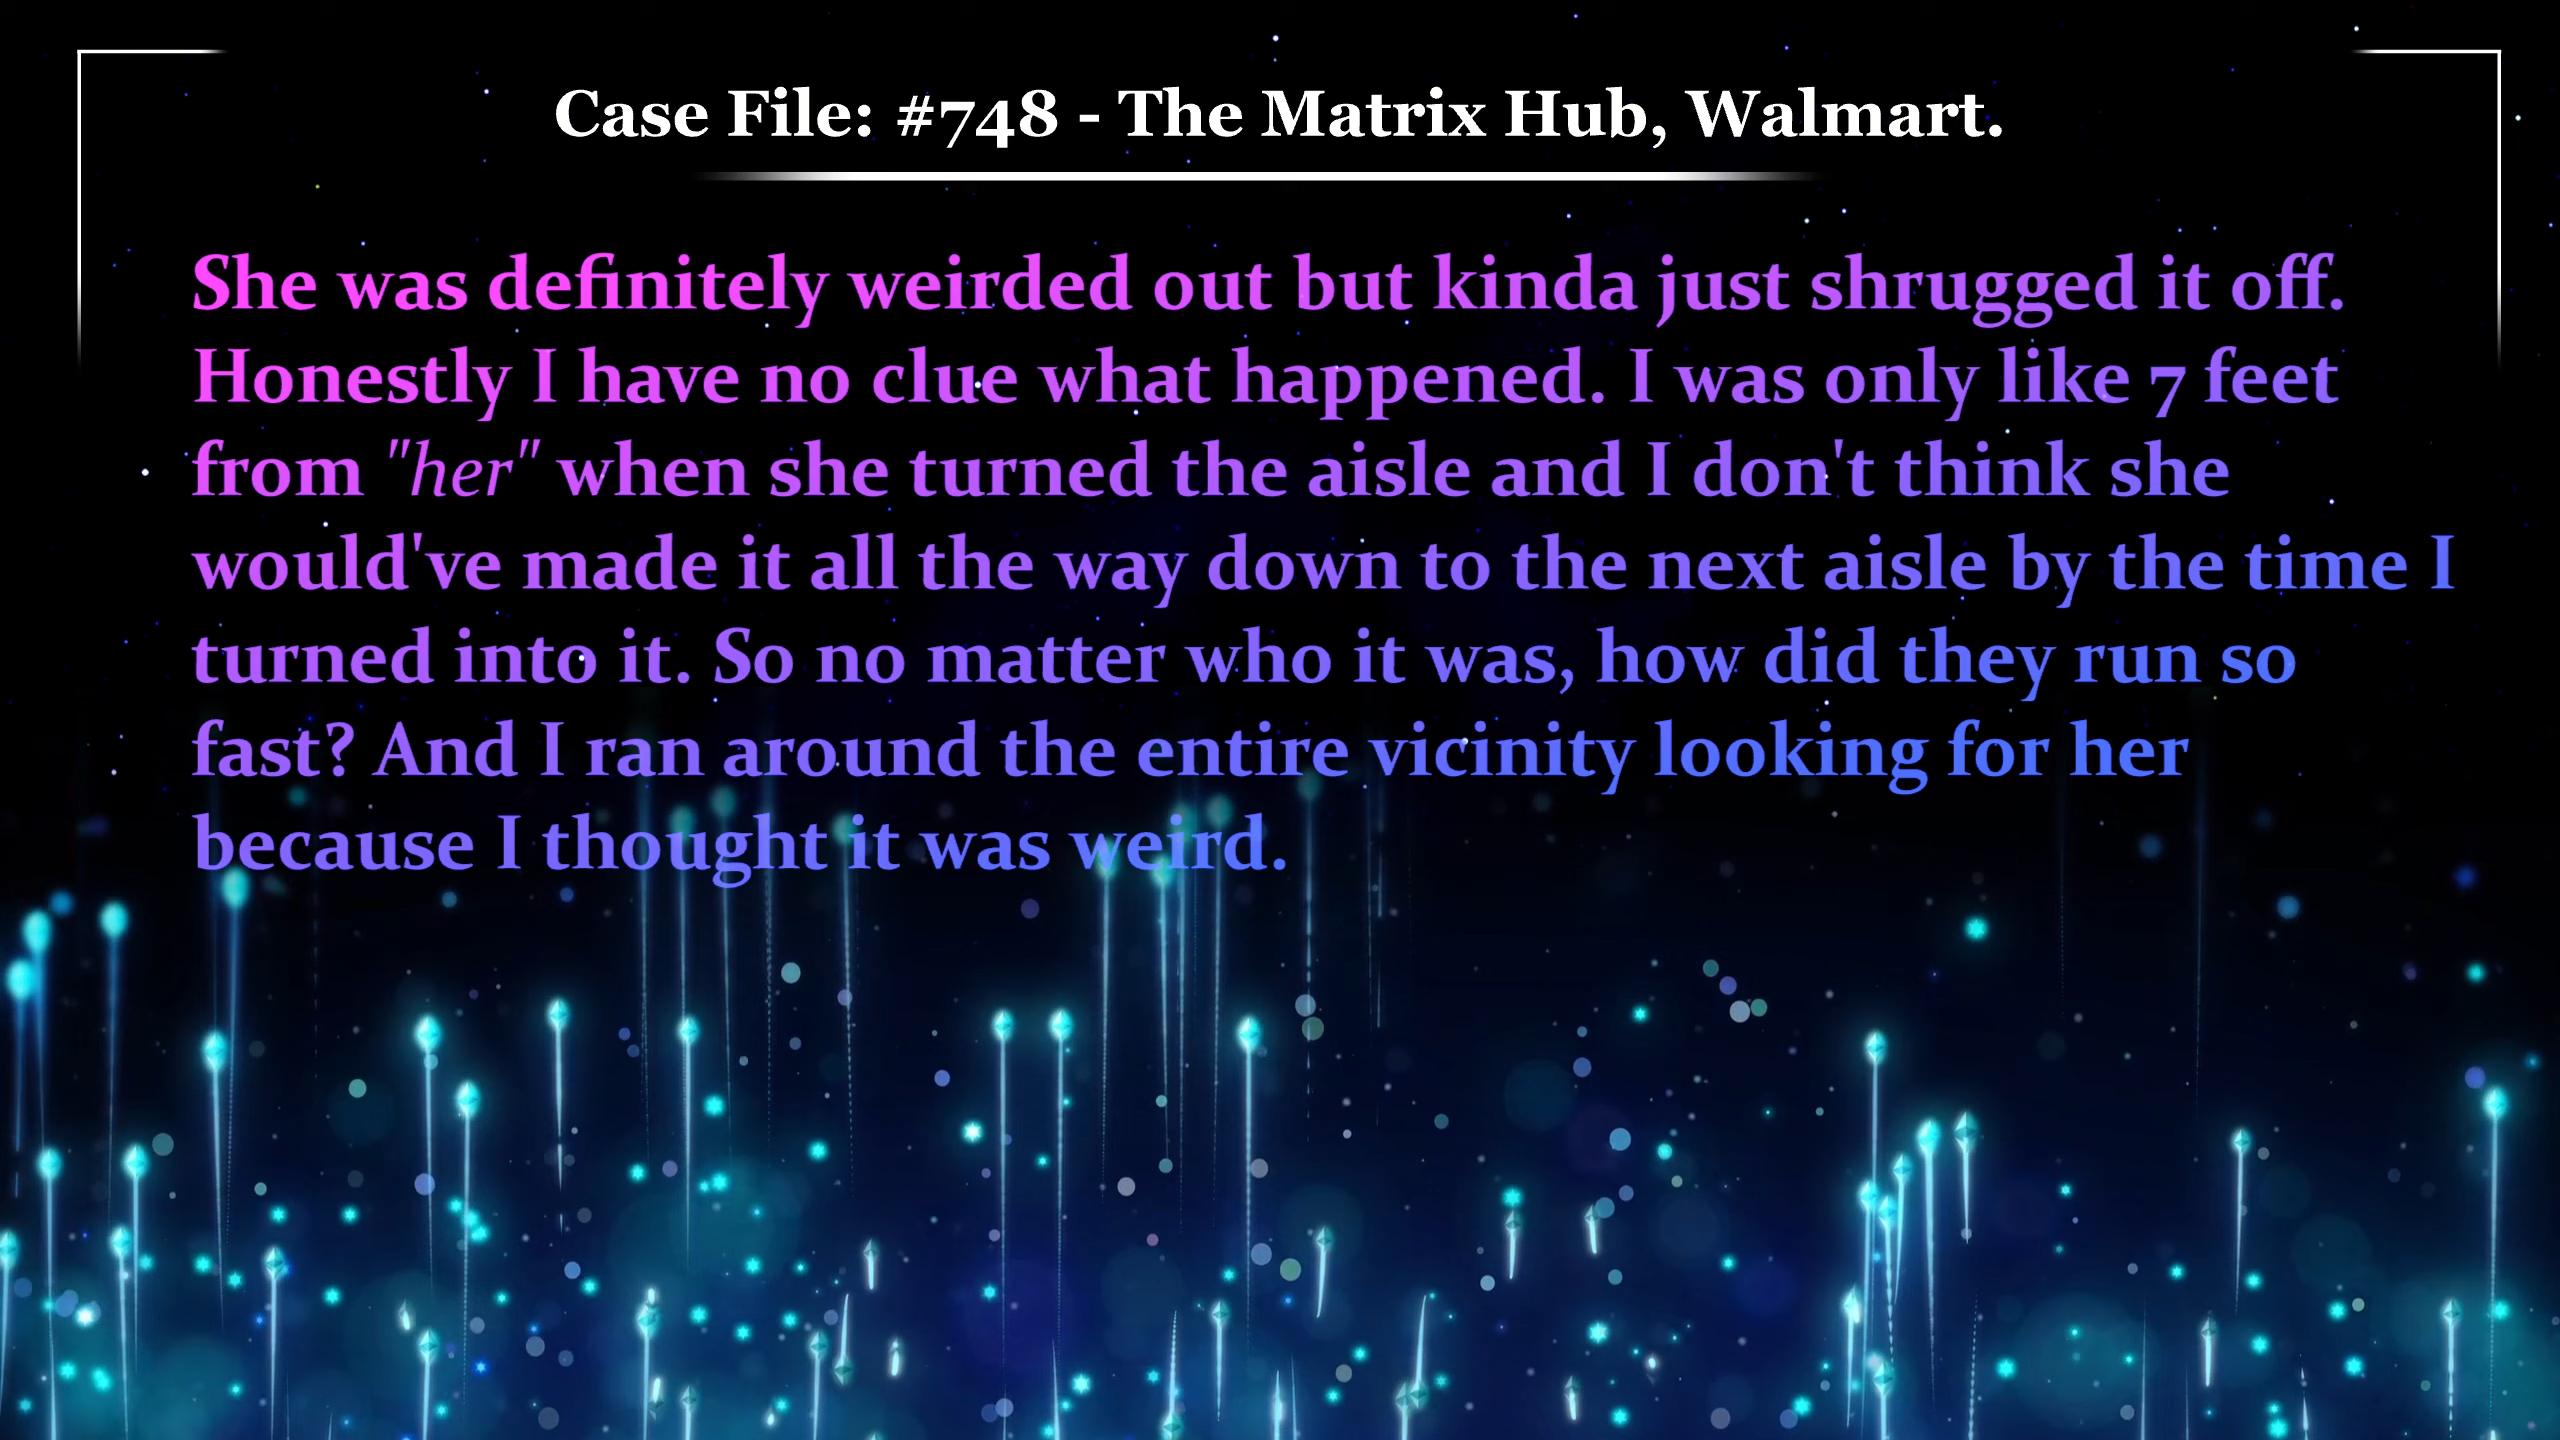 Case File: #748 - The Matrix Hub, Walmart.
She was definitely weirded out but kinda just shrugged it off.
Honestly I have no clue what happened. I was only like 7 feet
from "her" when she turned the aisle and I don't think she
would've made it all the way down to the next aisle by the time I
turned into it. So no matter who it was, how did they run so
fast? And I ran around the entire vicinity looking for her
because I thought it was weird.